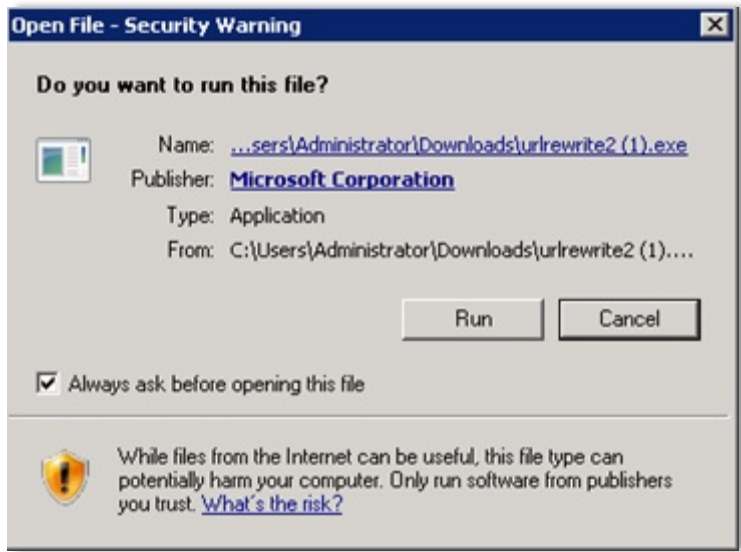 Open File - Security Warning
Do you want to run this file?
Name: ...sers\Administrator\Downloads\urlrewrite2 (1).exe
Publisher: Microsoft Corporation
Type: Application
From: C:\Users\Administrator\Downloads\urlrewrite2 (1)....
Run Cancel
Always ask before opening this file
While files from the Internet can be useful, this file type can
potentially harm your computer. Only run software from publishers
you trust. What's the risk?